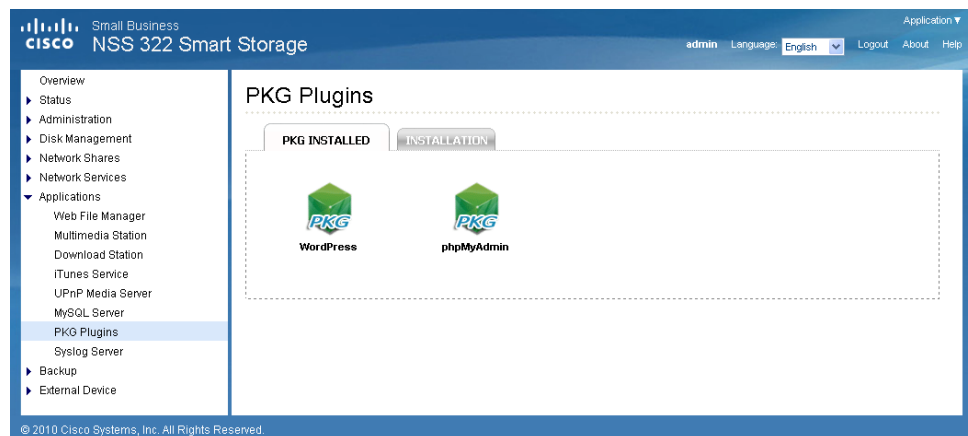 Application ▼
Small Business
CISCO NSS 322 Smart Storage
admin Language: English Logout About Help
Overview
Status
Administration
Disk Management
Network Shares
Network Services
Applications
Web File Manager
Multimedia Station
Download Station
iTunes Service
UPnP Media Server
MySQL Server
PKG Plugins
Syslog Server
Backup
External Device
PKG Plugins
PKG INSTALLED INSTALLATION
PKG PKG
WordPress phpMyAdmin
© 2010 Cisco Systems, Inc. All Rights Reserved.